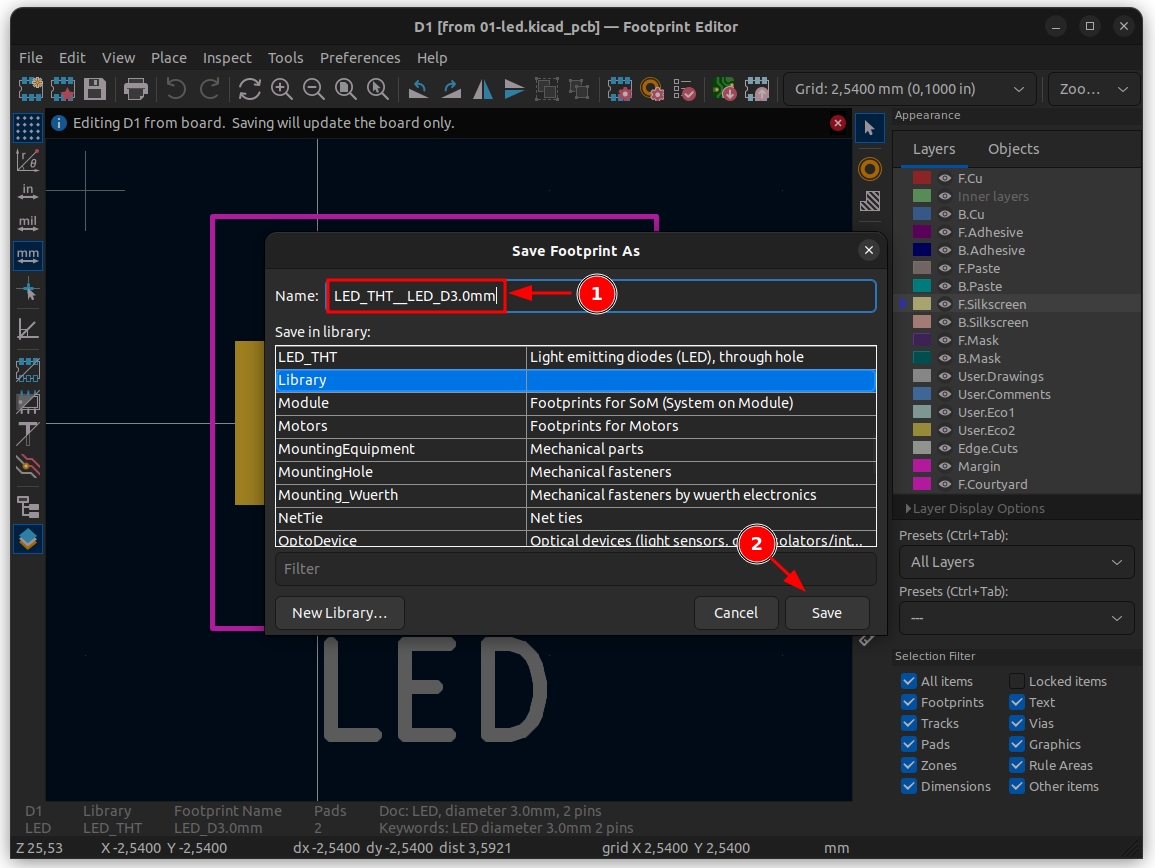 D1 [from 01-led.kicad_pcb] — Footprint Editor
File Edit View Place Inspect Tools Preferences Help
Grid: 2,5400 mm (0,1000 in) Zoo...
Editing D1 from board. Saving will update the board only.
in
mil
mm
Save Footprint As
Name: LED_THT__LED_D3.0mm
1
Save in library:
LED_THT Light emitting diodes (LED), through hole
Library
Module Footprints for SoM (System on Module)
Motors Footprints for Motors
MountingEquipment Mechanical parts
MountingHole Mechanical fasteners
Mounting_Wuerth Mechanical fasteners by wuerth electronics
NetTie Net ties
OptoDevice Optical devices (light sensors,
2
Filter
New Library... Cancel Save
LED
Appearance
Layers Objects
F.Cu
Inner layers
B.Cu
F.Adhesive
B.Adhesive
F.Paste
B.Paste
F.Silkscreen
B.Silkscreen
F.Mask
B.Mask
User.Drawings
User.Comments
User.Eco1
User.Eco2
Edge.Cuts
Margin
F.Courtyard
Layer Display Options
Presets (Ctrl+Tab):
All Layers
Presets (Ctrl+Tab):
---
Selection Filter
All items Locked items
Footprints Text
Tracks Vias
Pads Graphics
Zones Rule Areas
Dimensions Other items
D1 Library Footprint Name Pads Doc: LED, diameter 3.0mm, 2 pins
LED LED_THT LED_D3.0mm 2 Keywords: LED diameter 3.0mm 2 pins
Z 25,53 X -2,5400 Y -2,5400 dx -2,5400 dy -2,5400 dist 3,5921 grid X 2,5400 Y 2,5400 mm